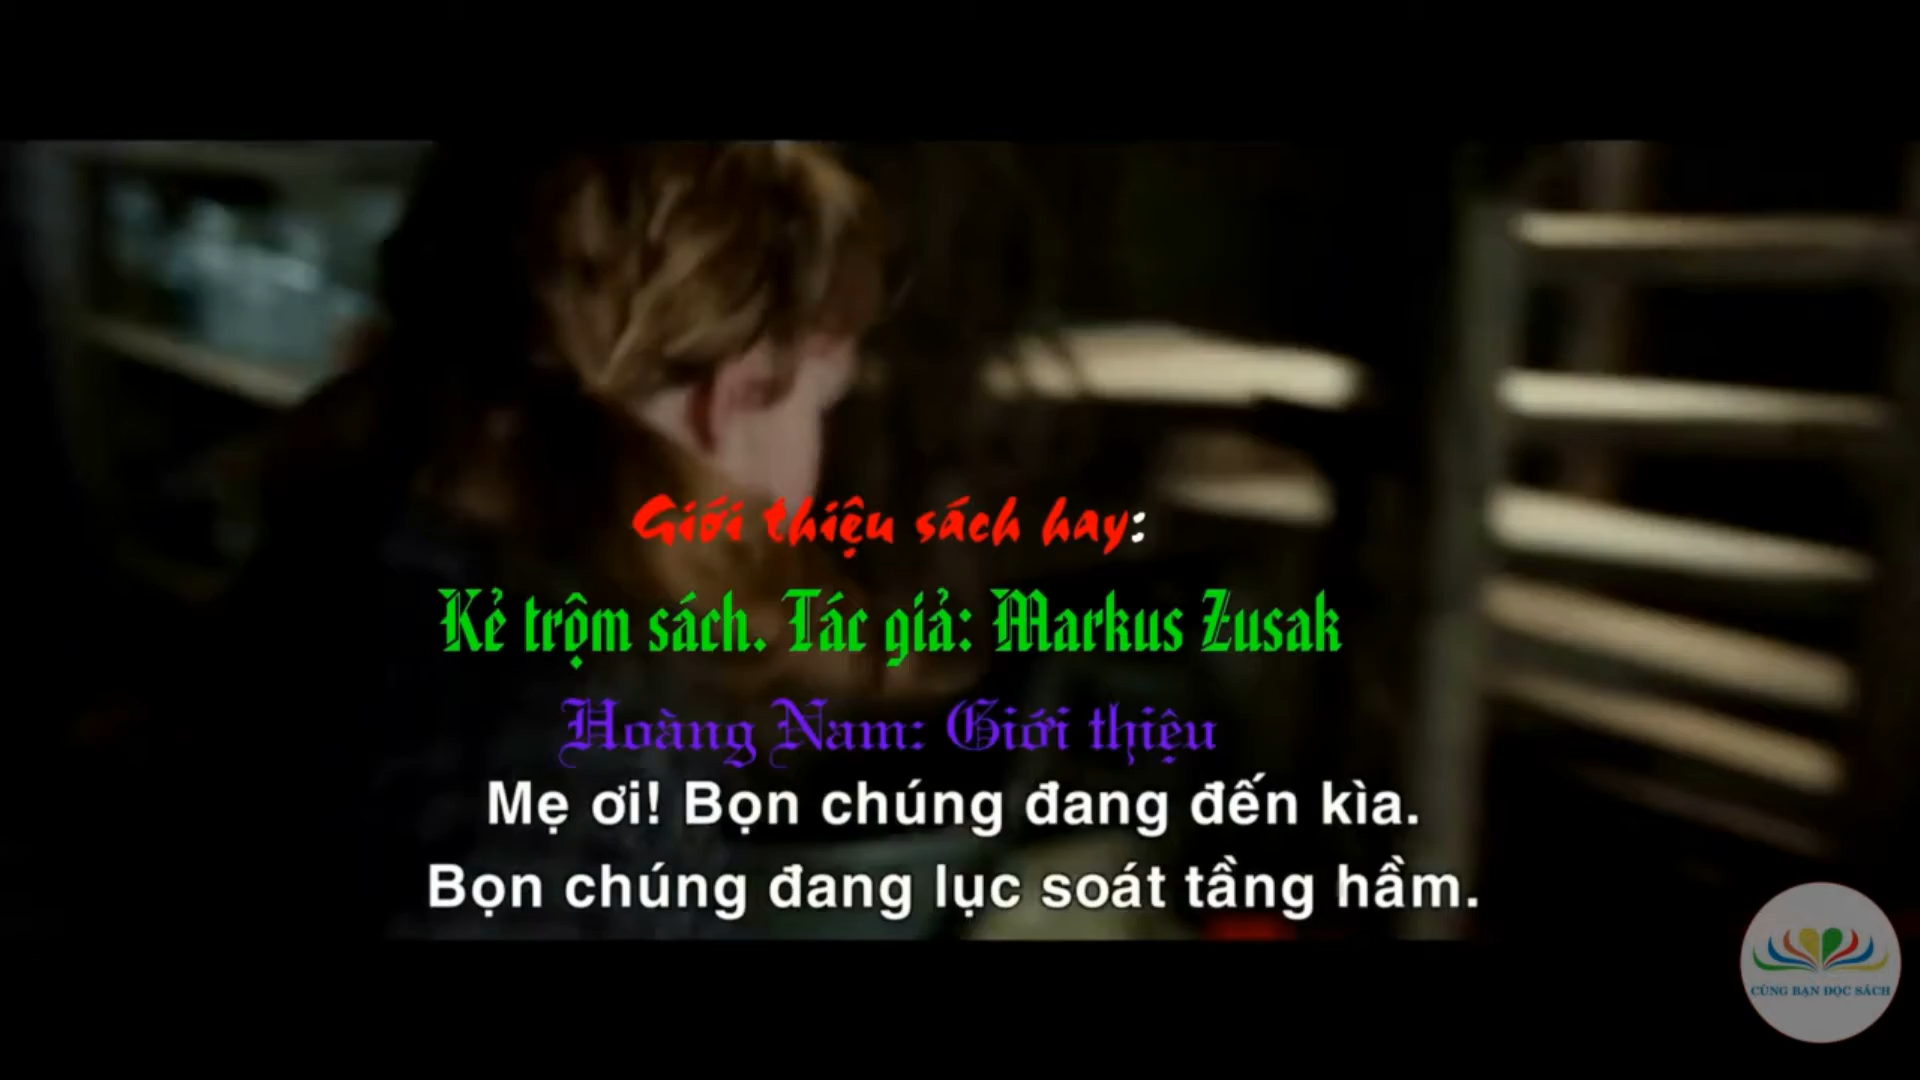 Giới thiệu sách hay:
Kẻ trộm sách. Tác giả: Markus Zusak
Hoàng Nam: Giới thiệu
Mẹ ơi! Bọn chúng đang đến kìa.
Bọn chúng đang lục soát tầng hầm.
CÙNG BẠN ĐỌC SÁCH